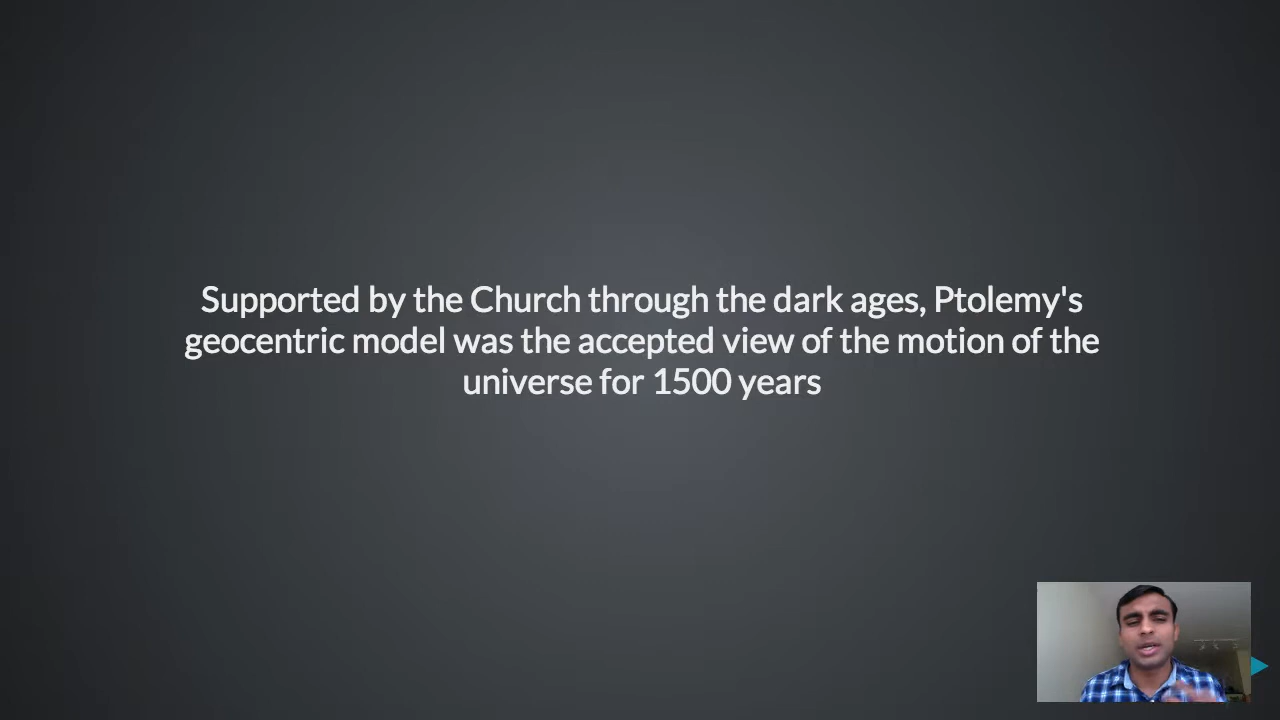 Supported by the Church through the dark ages, Ptolemy's
geocentric model was the accepted view of the motion of the
universe for 1500 years